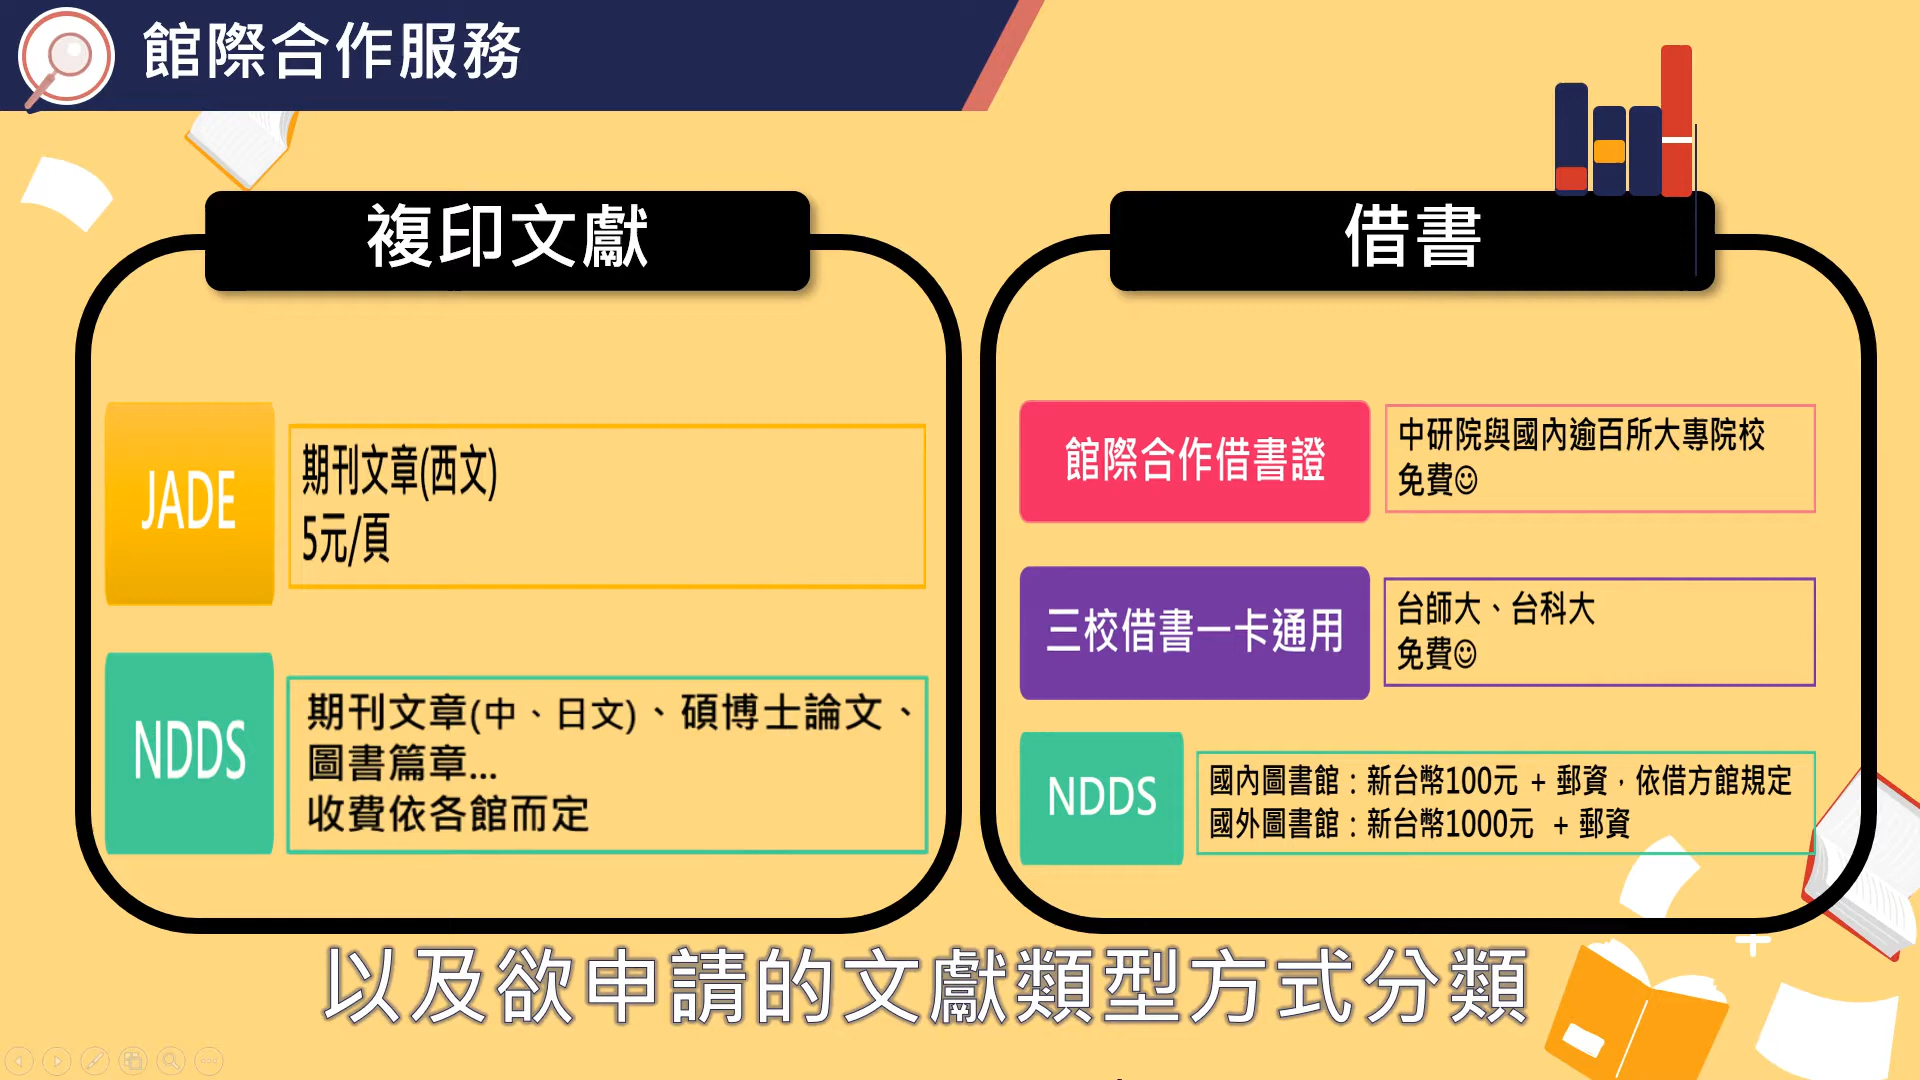 館際合作服務
複印文獻
JADE
期刊文章(西文)
5元/頁
NDDS
期刊文章(中、日文)、碩博士論文、
圖書篇章...
收費依各館而定
借書
館際合作借書證
中研院與國內逾百所大專院校
免費☺
三校借書一卡通用
台師大、台科大
免費☺
NDDS
國內圖書館：新台幣100元 + 郵資，依借方館規定
國外圖書館：新台幣1000元 + 郵資
以及欲申請的文獻類型方式分類